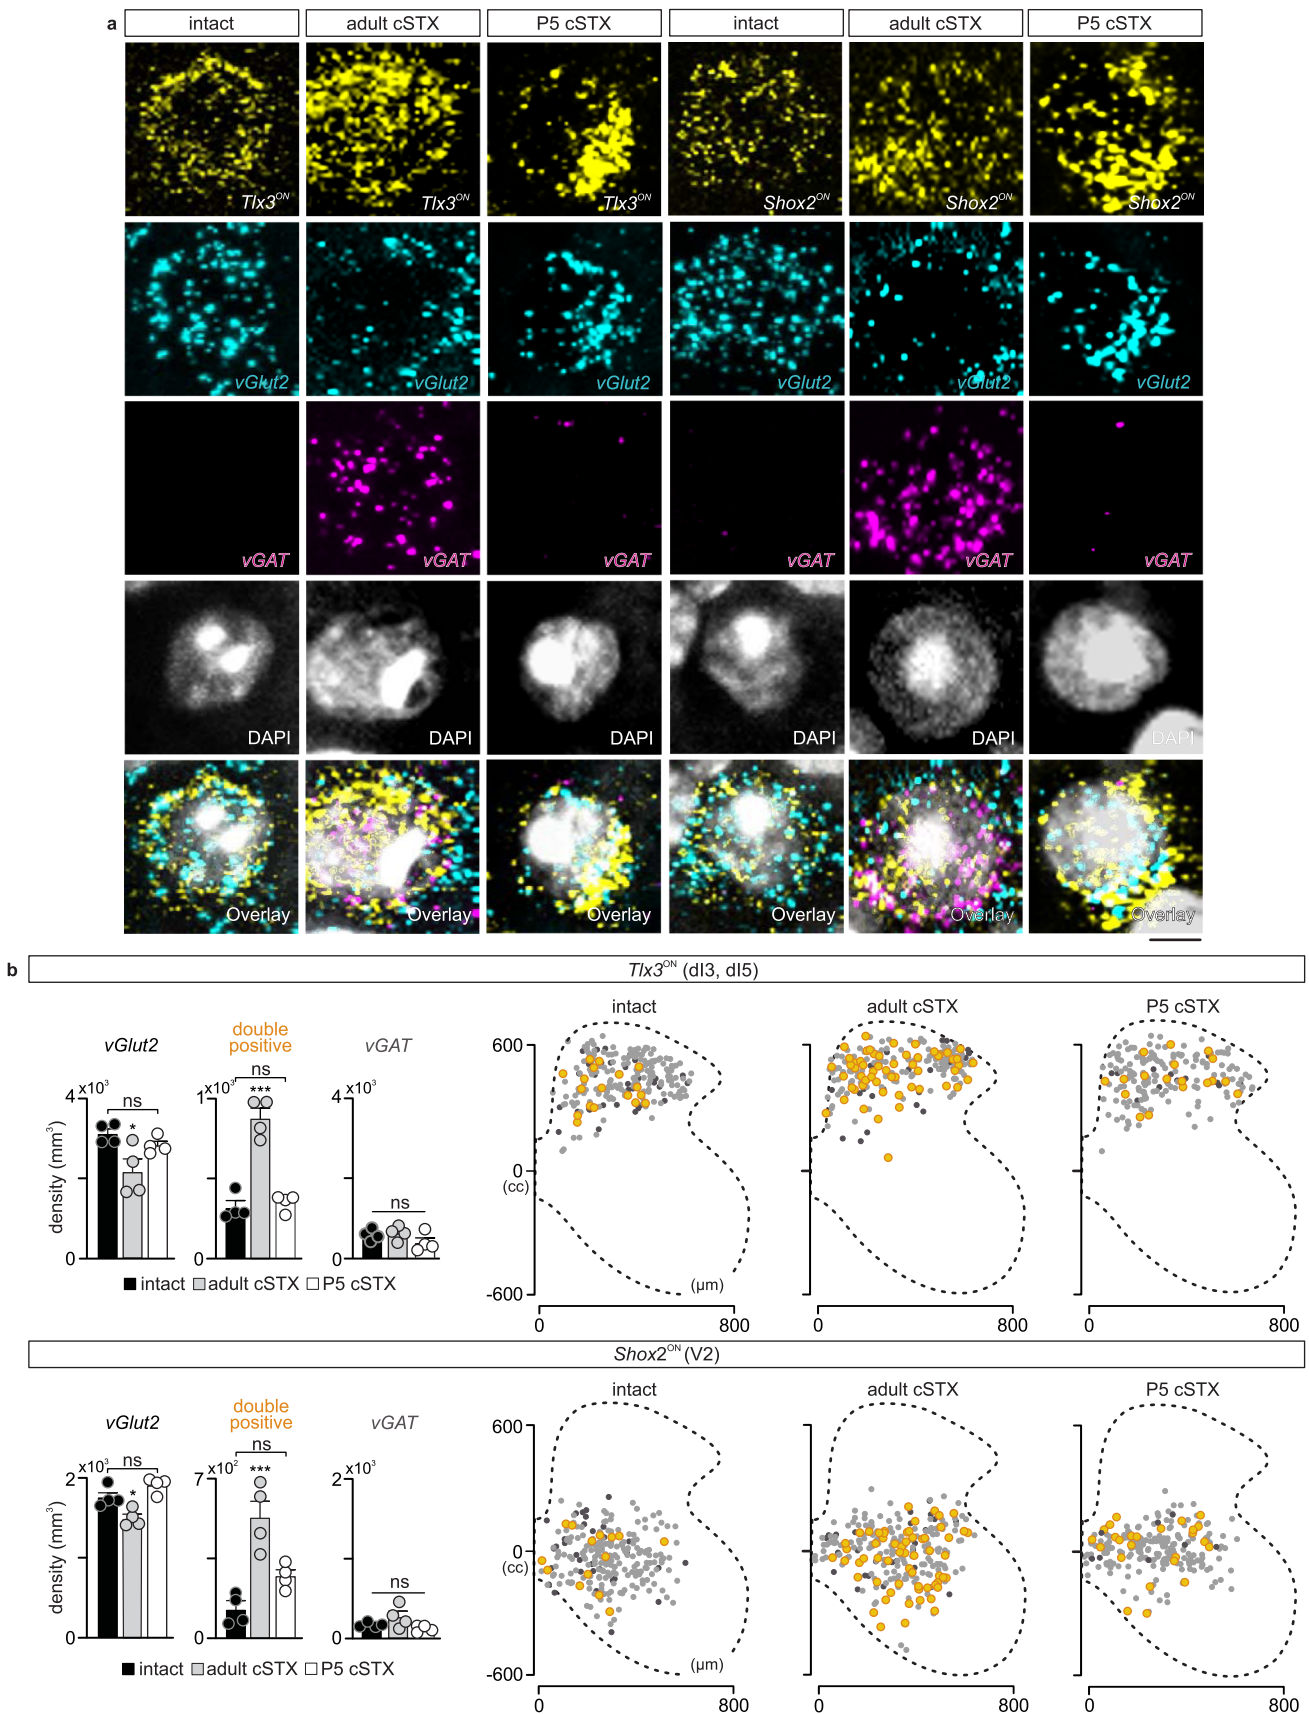 a
intact adult cSTX P5 cSTX intact adult cSTX P5 cSTX
Tlx3ON Tlx3ON Tlx3ON Shox2ON Shox2ON Shox2ON
vGlut2 vGlut2 vGlut2 vGlut2 vGlut2 vGlut2
vGAT vGAT vGAT vGAT vGAT vGAT
DAPI DAPI DAPI DAPI DAPI DAPI
Overlay Overlay Overlay Overlay Overlay Overlay
b
Tlx3ON (dI3, dI5)
vGlut2
double
positive
vGAT
density (mm3)
x10³ x10³ x10³
4 1 4
0 0 0
ns * ns *** ns
intact adult cSTX P5 cSTX
intact adult cSTX P5 cSTX
600
0
(cc)
-600
(µm)
0 800 0 800 0 800
Shox2ON (V2)
vGlut2
double
positive
vGAT
density (mm3)
x10³ x10² x10³
2 7 2
0 0 0
ns * ns *** ns
intact adult cSTX P5 cSTX
intact adult cSTX P5 cSTX
600
0
(cc)
-600
(µm)
0 800 0 800 0 800